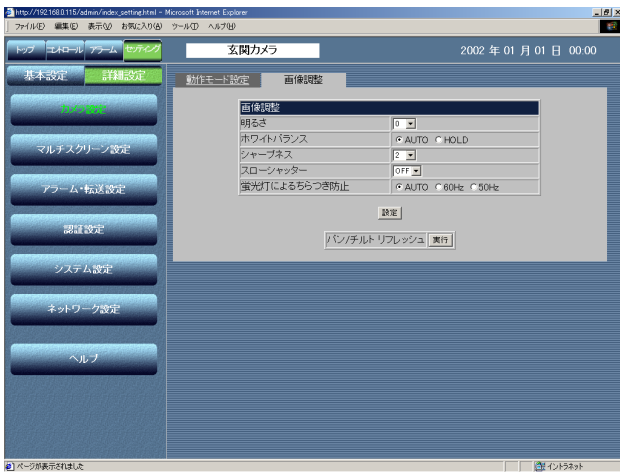 http://192.168.0.115/admin/index_setting.html - Microsoft Internet Explorer
ファイル(F) 編集(E) 表示(V) お気に入り(A) ツール(T) ヘルプ(H)
トップ コントロール アラーム セッティング 玄関カメラ 2002 年 01 月 01 日 00:00
基本設定 詳細設定
動作モード設定 画像調整
カメラ設定
マルチスクリーン設定
アラーム・転送設定
認証設定
システム設定
ネットワーク設定
ヘルプ
画像調整
明るさ 0
ホワイトバランス AUTO HOLD
シャープネス 2
スローシャッター OFF
蛍光灯によるちらつき防止 AUTO 60Hz 50Hz
設定
パン/チルト リフレッシュ 実行
ページが表示されました イントラネット